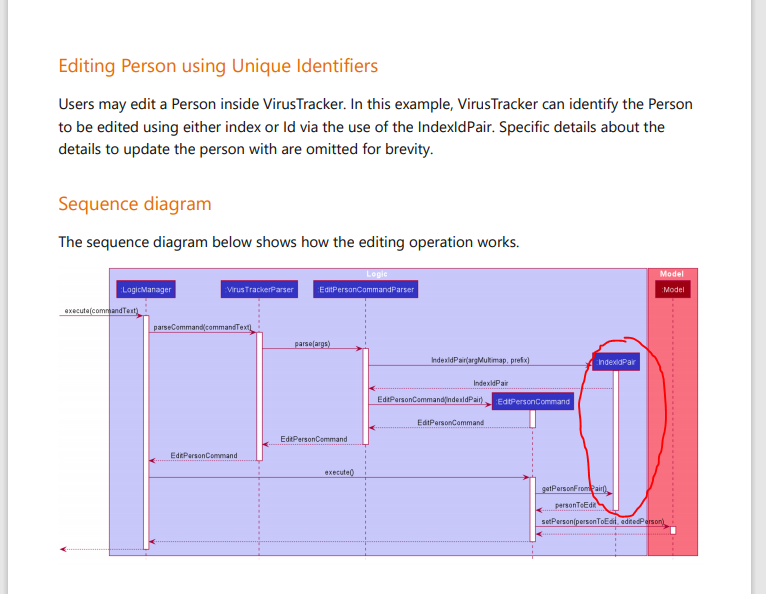 Editing Person using Unique Identifiers
Users may edit a Person inside VirusTracker. In this example, VirusTracker can identify the Person
to be edited using either index or Id via the use of the IndexIdPair. Specific details about the
details to update the person with are omitted for brevity.
Sequence diagram
The sequence diagram below shows how the editing operation works.
Logic
Model
:LogicManager
:VirusTrackerParser
:EditPersonCommandParser
:Model
execute(commandText)
parseCommand(commandText)
parse(args)
IndexIdPair(argMultimap, prefix)
:IndexIdPair
IndexIdPair
EditPersonCommand(IndexIdPair)
:EditPersonCommand
EditPersonCommand
EditPersonCommand
EditPersonCommand
execute()
getPersonFromPair()
personToEdit
setPerson(personToEdit, editedPerson)